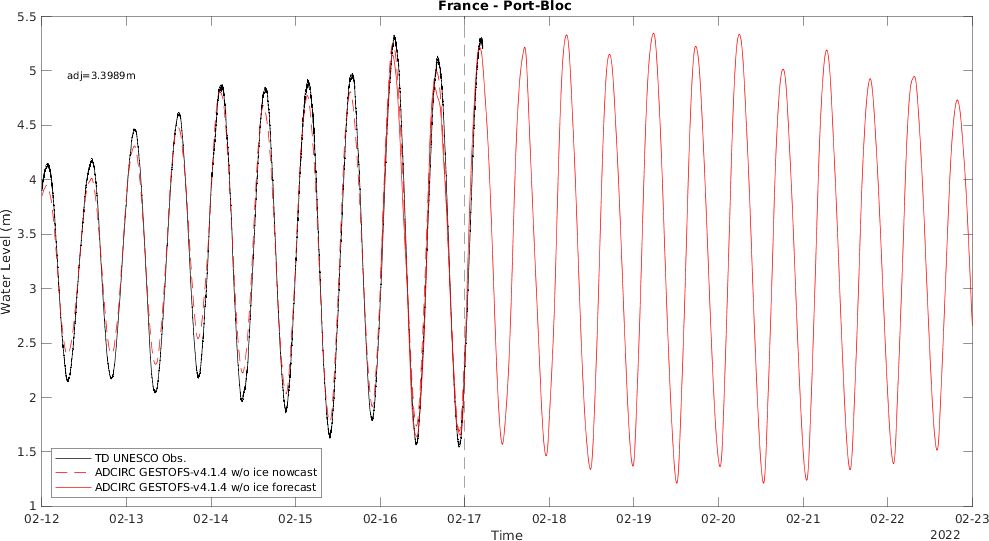 France - Port-Bloc
5.5
5
4.5
4
3.5
3
2.5
2
1.5
1
Water Level (m)
adj=3.3989m
TD UNESCO Obs.
ADCIRC GESTOFS-v4.1.4 w/o ice nowcast
ADCIRC GESTOFS-v4.1.4 w/o ice forecast
02-12 02-13 02-14 02-15 02-16 02-17 02-18 02-19 02-20 02-21 02-22 02-23
Time
2022